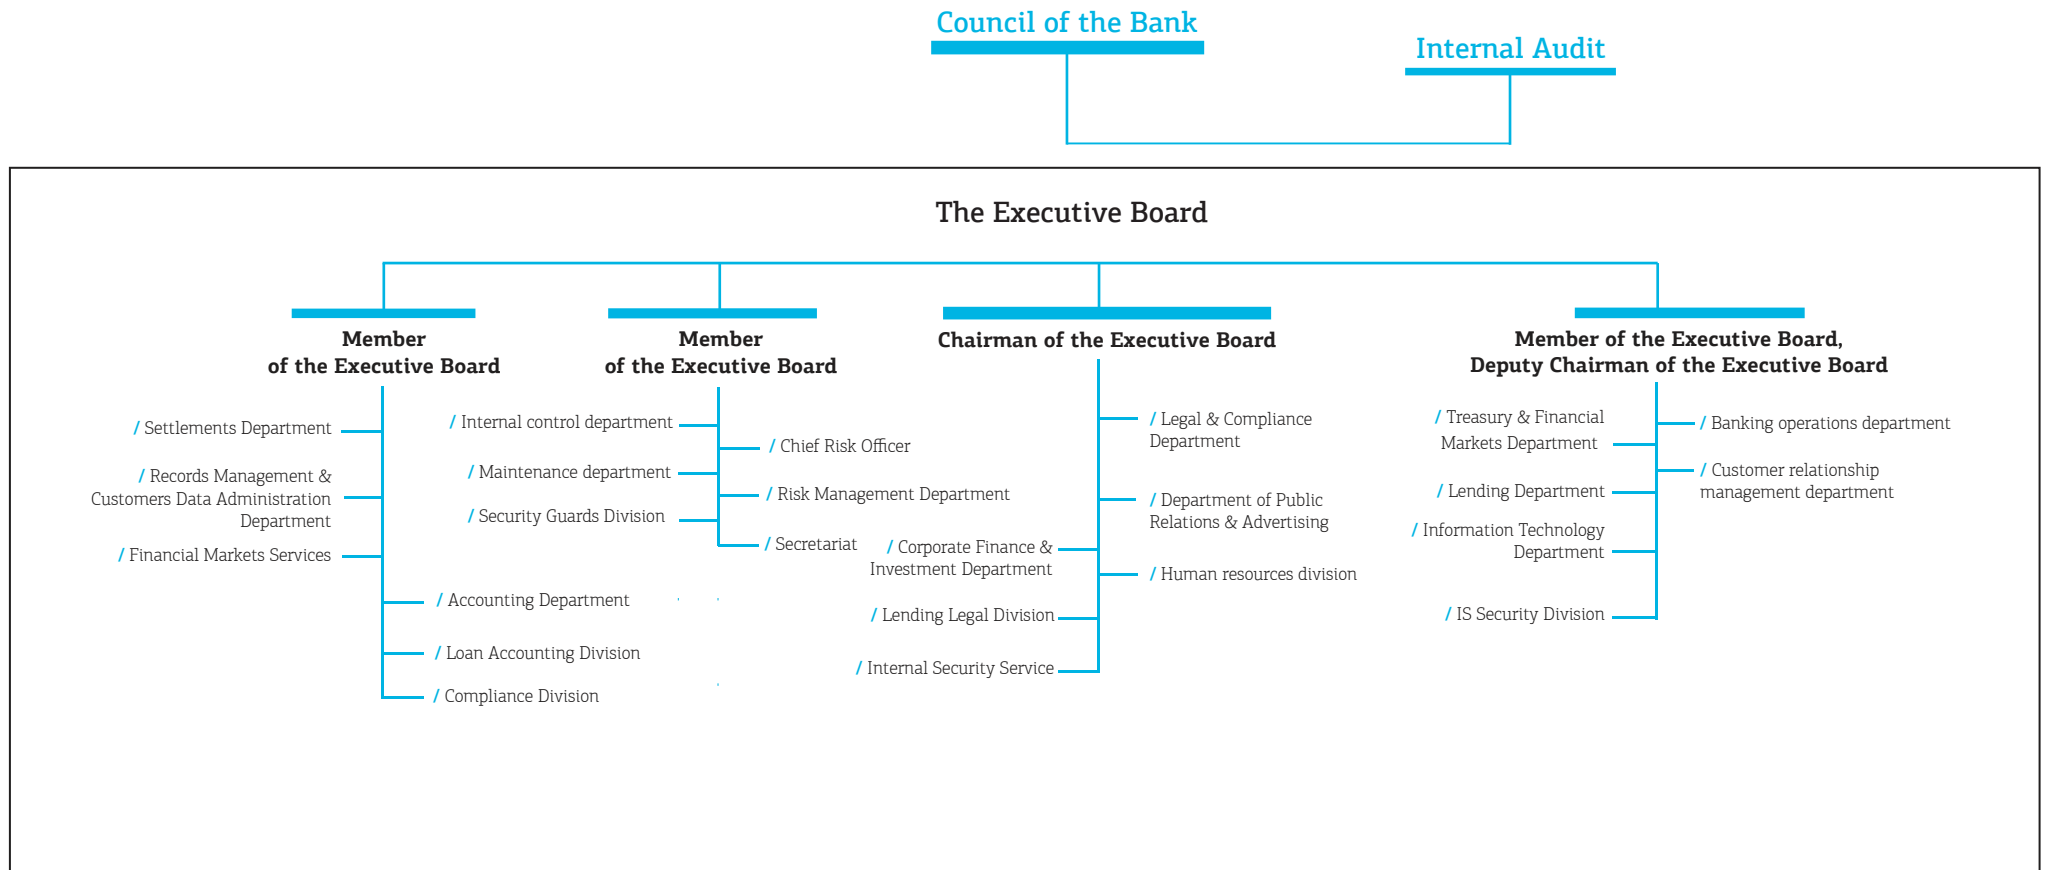 Council of the Bank
Internal Audit
The Executive Board
Member
of the Executive Board
/ Settlements Department
/ Records Management &
Customers Data Administration
Department
/ Financial Markets Services
/ Accounting Department
/ Loan Accounting Division
/ Compliance Division
Member
of the Executive Board
/ Internal control department
/ Chief Risk Officer
/ Maintenance department
/ Risk Management Department
/ Security Guards Division
/ Secretariat
Chairman of the Executive Board
/ Legal & Compliance
Department
/ Department of Public
Relations & Advertising
/ Corporate Finance &
Investment Department
/ Human resources division
/ Lending Legal Division
/ Internal Security Service
Member of the Executive Board,
Deputy Chairman of the Executive Board
/ Treasury & Financial
Markets Department
/ Banking operations department
/ Customer relationship
management department
/ Lending Department
/ Information Technology
Department
/ IS Security Division